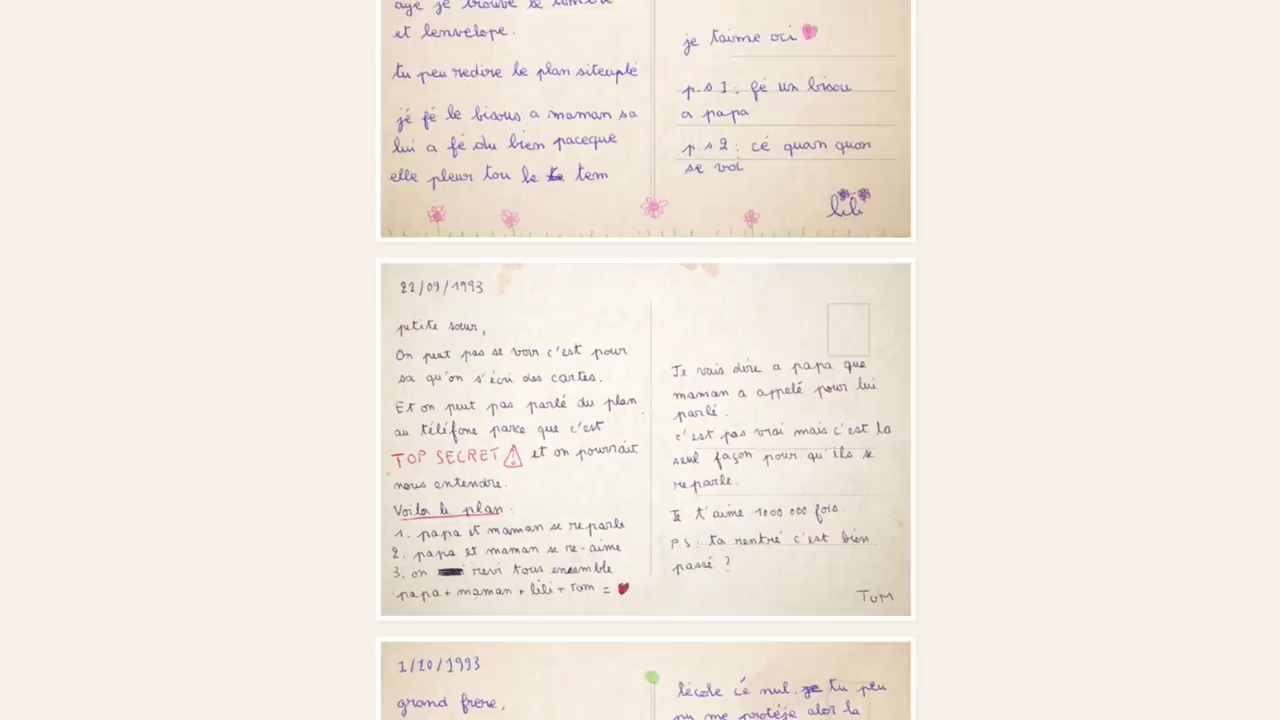 et lenvelope.
tu peu redire le plan siteuplé
jé fé le bisous a maman sa
lui a fé du bien paceque
elle pleur tou le tem
je taime oci
p.s 1 : fé un bisou
a papa
p.s 2 : cé quan quon
se voi
lili
22/09/1993
petite sœur,
On peut pas se voir c'est pour
sa qu'on s'écri des cartes.
Et on peut pas parlé du plan
au téléfone parce que c'est
TOP SECRET ! et on pourrait
nous entendre.
Voila le plan :
1. papa et maman se reparle
2. papa et maman se re-aime
3. on revi tous ensemble
papa + maman + lili + Tom = ❤
Je vais dire a papa que
maman a appelé pour lui
parlé.
c'est pas vrai mais c'est la
seul façon pour qu'ils se
reparle.
Je t'aime 1000 000 fois.
P.S : ta rentré c'est bien
passé ?
TOM
1/10/1993
grand frère,
lécole cé nul. tu peu
pu me protéje alor la